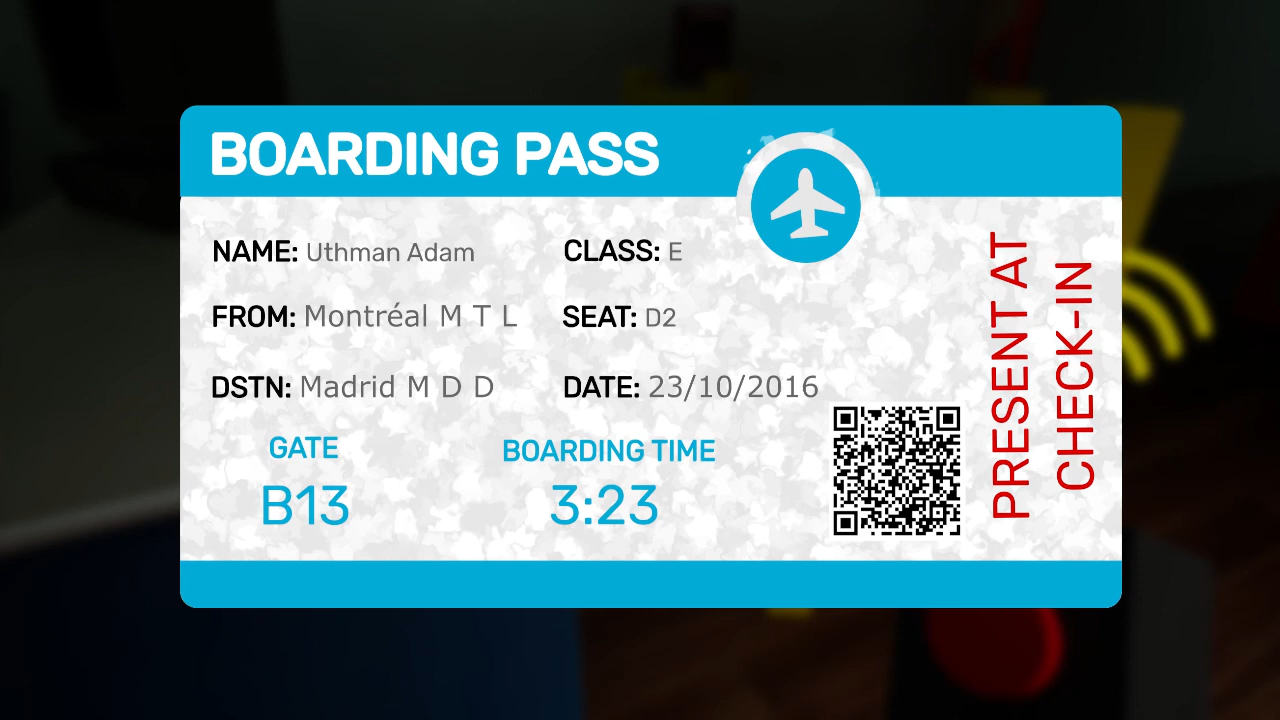 BOARDING PASS
NAME: Uthman Adam
CLASS: E
FROM: Montréal M T L
SEAT: D2
DSTN: Madrid M D D
DATE: 23/10/2016
GATE
BOARDING TIME
B13
3:23
PRESENT AT
CHECK-IN